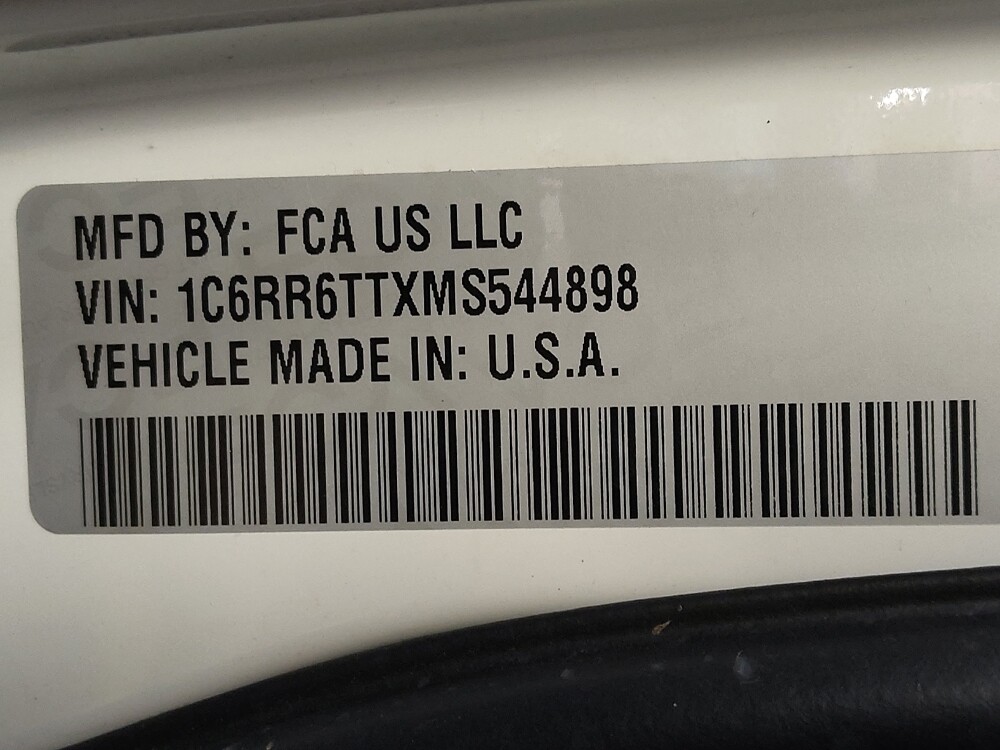 MFD BY: FCA US LLC
VIN: 1C6RR6TTXMS544898
VEHICLE MADE IN: U.S.A.